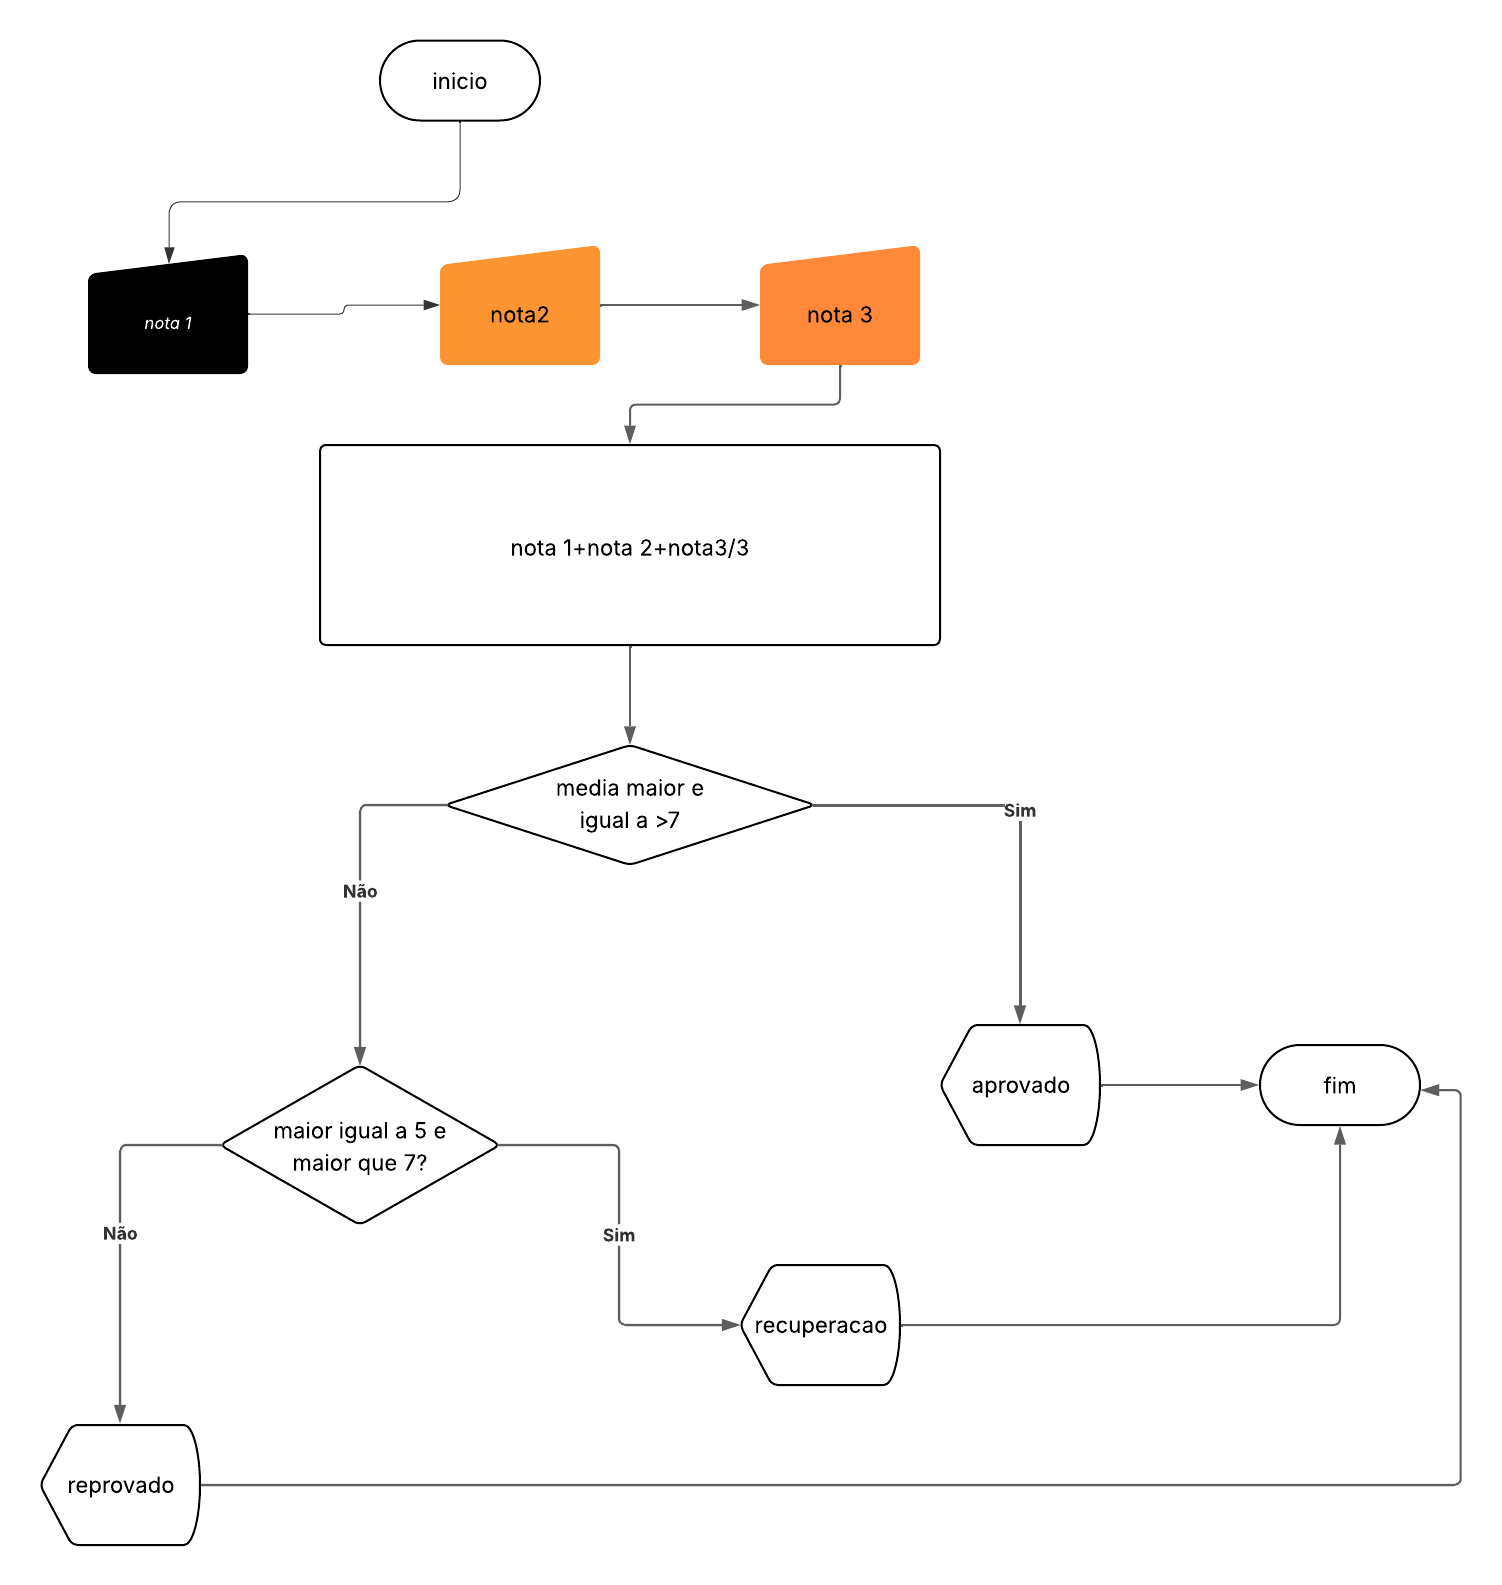 inicio
nota 1
nota2
nota 3
nota 1+nota 2+nota3/3
media maior e
igual a >7
Sim
Não
aprovado
fim
maior igual a 5 e
maior que 7?
Não
Sim
recuperacao
reprovado